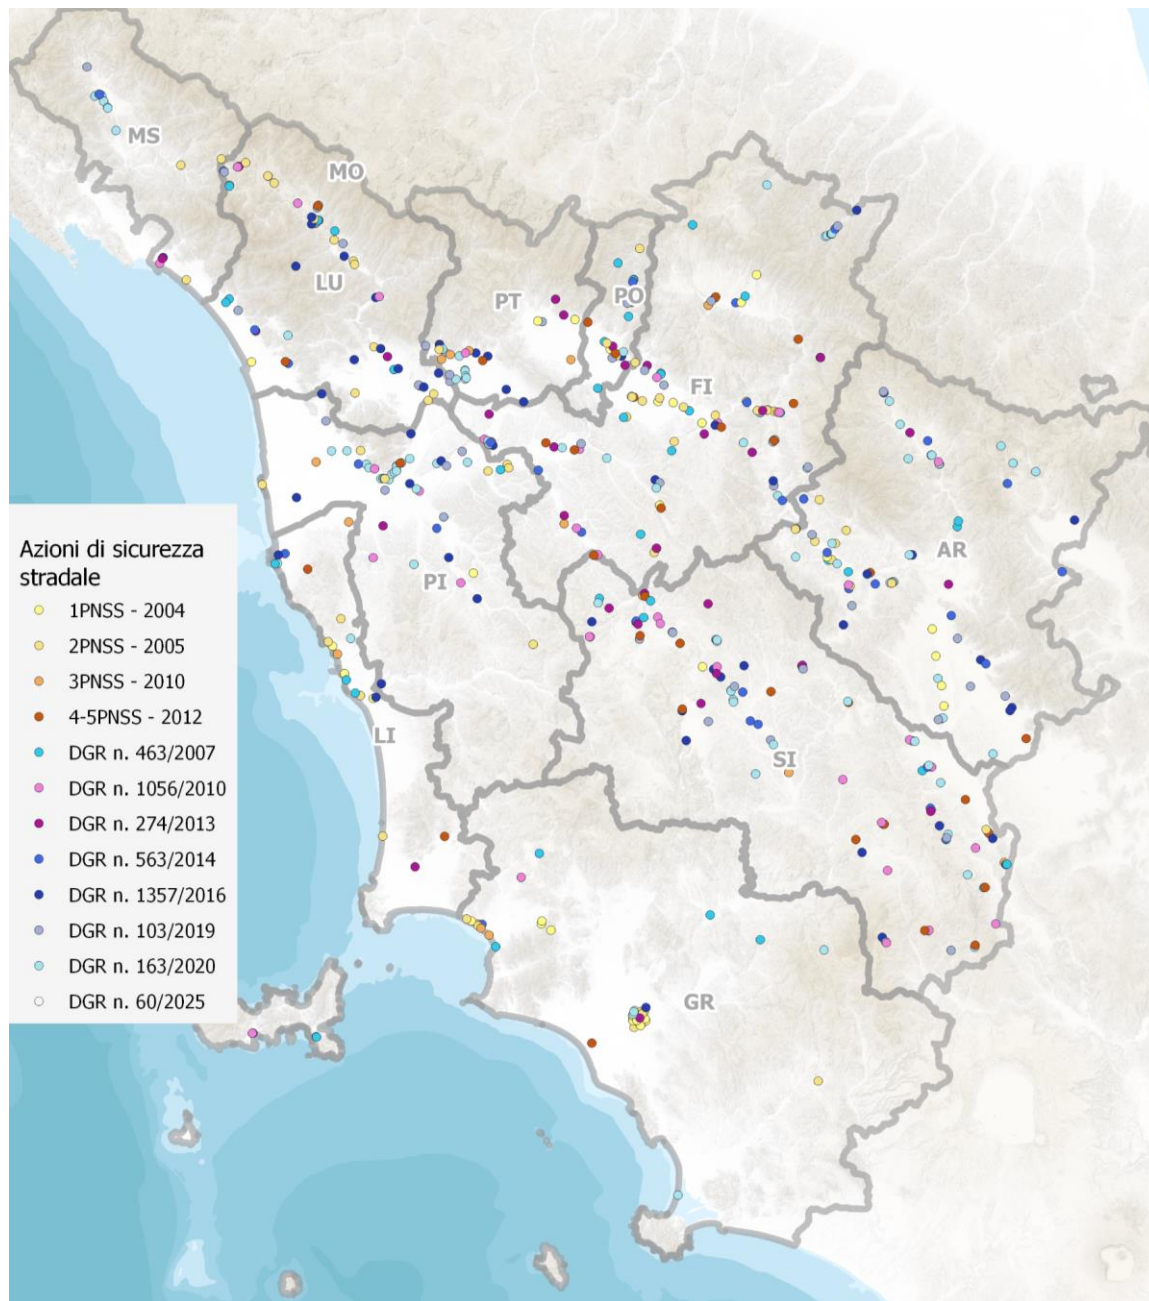 MS
MO
LU
PT
PO
FI
AR
PI
LI
SI
GR
Azioni di sicurezza
stradale
1PNSS - 2004
2PNSS - 2005
3PNSS - 2010
4-5PNSS - 2012
DGR n. 463/2007
DGR n. 1056/2010
DGR n. 274/2013
DGR n. 563/2014
DGR n. 1357/2016
DGR n. 103/2019
DGR n. 163/2020
DGR n. 60/2025